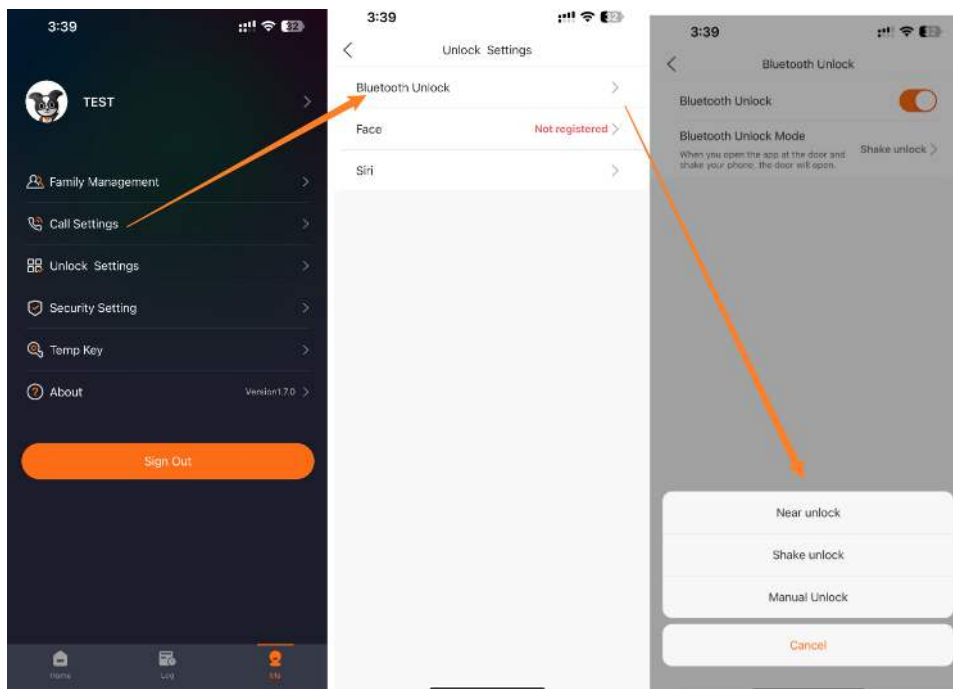 3:39
32
TEST
Family Management
Call Settings
Unlock Settings
Security Setting
Temp Key
About
Version1.7.0
Sign Out
Home
Log
Me
3:39
32
Unlock Settings
Bluetooth Unlock
Face
Not registered
Siri
3:39
Bluetooth Unlock
Bluetooth Unlock
Bluetooth Unlock Mode
When you open the app at the door and
shake your phone, the door will open.
Shake unlock
Near unlock
Shake unlock
Manual Unlock
Cancel